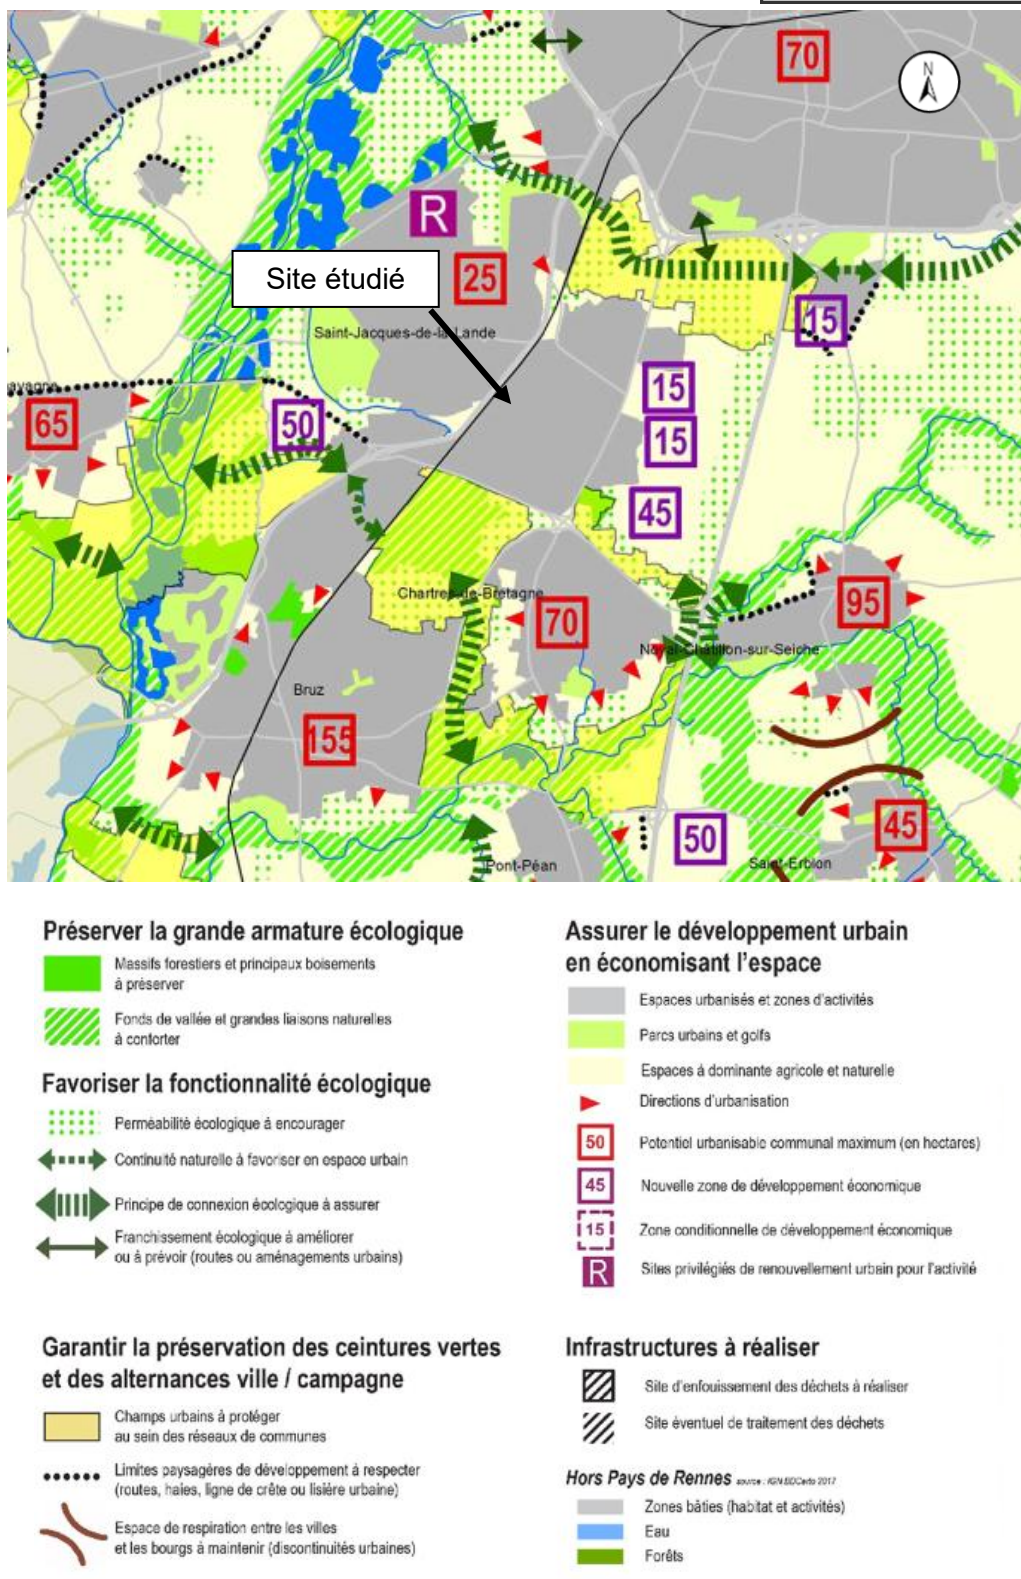 70
N
R
Site étudié
25
Saint-Jacques-de-la-Lande
15
15
65
50
15
45
Chartres-de-Bretagne
70
95
Noyal-Châtillon-sur-Seiche
Bruz
155
50
45
Pont-Péan
Saint-Erblon
Préserver la grande armature écologique
Massifs forestiers et principaux boisements
à préserver
Fonds de vallée et grandes liaisons naturelles
à conforter
Favoriser la fonctionnalité écologique
Perméabilité écologique à encourager
Continuité naturelle à favoriser en espace urbain
Principe de connexion écologique à assurer
Franchissement écologique à améliorer
ou à prévoir (routes ou aménagements urbains)
Assurer le développement urbain
en économisant l'espace
Espaces urbanisés et zones d'activités
Parcs urbains et golfs
Espaces à dominante agricole et naturelle
Directions d'urbanisation
50 Potentiel urbanisable communal maximum (en hectares)
45 Nouvelle zone de développement économique
15 Zone conditionnelle de développement économique
R Sites privilégiés de renouvellement urbain pour l'activité
Garantir la préservation des ceintures vertes
et des alternances ville / campagne
Champs urbains à protéger
au sein des réseaux de communes
Limites paysagères de développement à respecter
(routes, haies, ligne de crête ou lisière urbaine)
Espace de respiration entre les villes
et les bourgs à maintenir (discontinuités urbaines)
Infrastructures à réaliser
Site d'enfouissement des déchets à réaliser
Site éventuel de traitement des déchets
Hors Pays de Rennes source : IGN BDCarto 2017
Zones bâties (habitat et activités)
Eau
Forêts